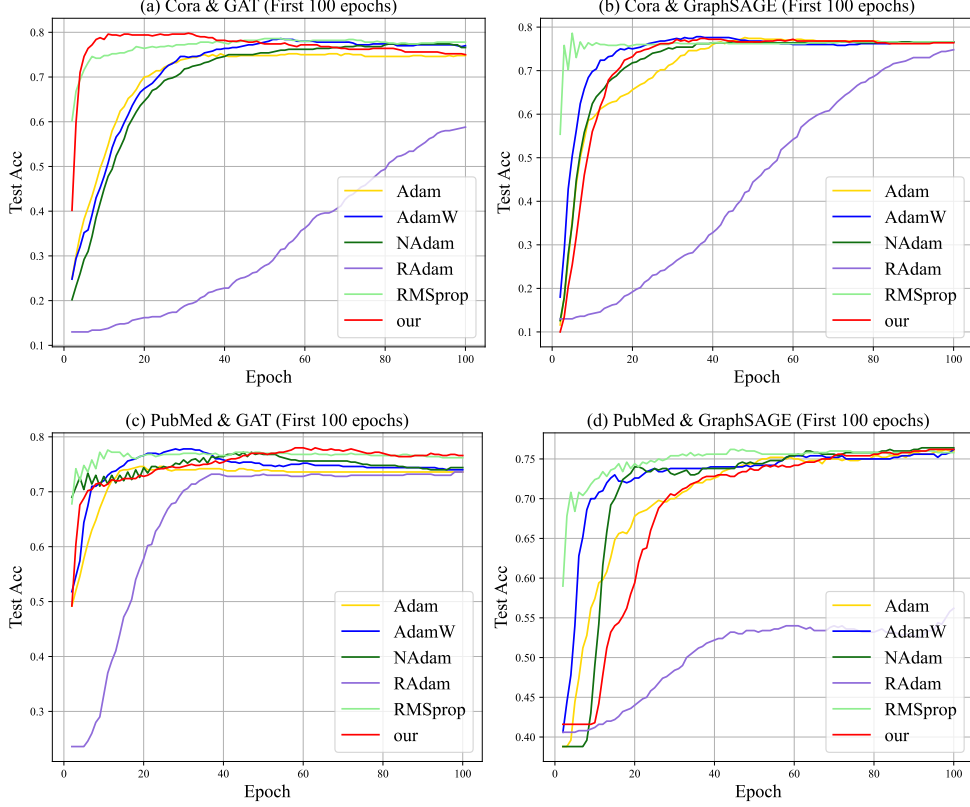 (a) Cora & GAT (First 100 epochs)
0.8
0.7
0.6
0.5
0.4
0.3
0.2
0.1
Test Acc
Adam
AdamW
NAdam
RAdam
RMSprop
our
0 20 40 60 80 100
Epoch
(b) Cora & GraphSAGE (First 100 epochs)
0.8
0.7
0.6
0.5
0.4
0.3
0.2
0.1
Test Acc
Adam
AdamW
NAdam
RAdam
RMSprop
our
0 20 40 60 80 100
Epoch
(c) PubMed & GAT (First 100 epochs)
0.8
0.7
0.6
0.5
0.4
0.3
Test Acc
Adam
AdamW
NAdam
RAdam
RMSprop
our
0 20 40 60 80 100
Epoch
(d) PubMed & GraphSAGE (First 100 epochs)
0.75
0.70
0.65
0.60
0.55
0.50
0.45
0.40
Test Acc
Adam
AdamW
NAdam
RAdam
RMSprop
our
0 20 40 60 80 100
Epoch